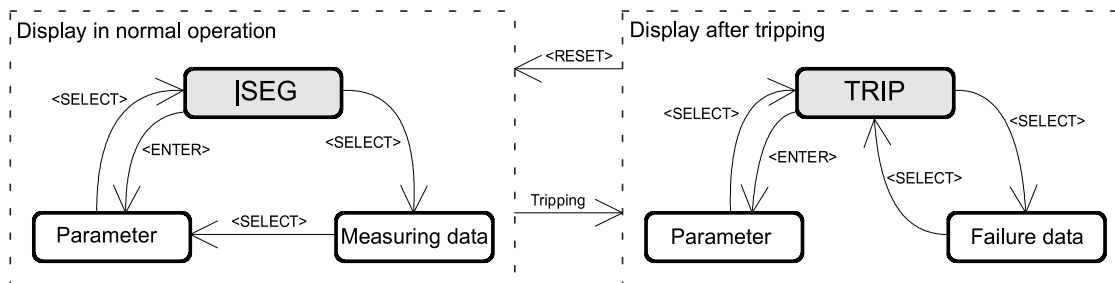 Display in normal operation
|SEG
<SELECT>
<ENTER>
<SELECT>
Parameter
<SELECT>
Measuring data
<RESET>
Tripping
Display after tripping
TRIP
<SELECT>
<ENTER>
<SELECT>
<SELECT>
Parameter
Failure data